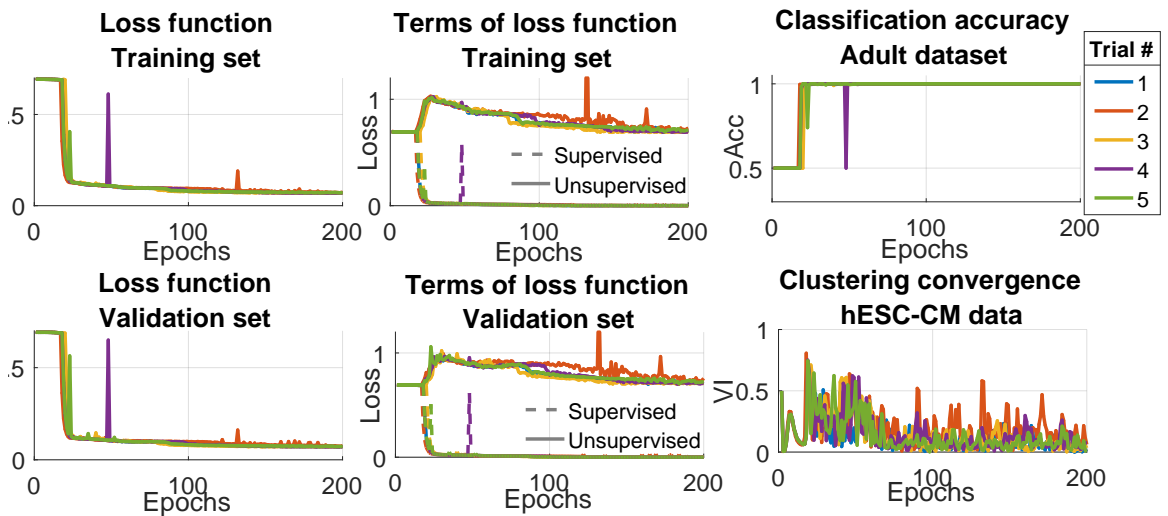 Loss function
Training set
.5
0
0
100
200
Epochs
Terms of loss function
Training set
Loss
1
0
Supervised
Unsupervised
0
100
200
Epochs
Classification accuracy
Adult dataset
Acc
1
0.5
0
100
200
Epochs
Trial #
1
2
3
4
5
Loss function
Validation set
.5
0
0
100
200
Epochs
Terms of loss function
Validation set
Loss
1
0
Supervised
Unsupervised
0
100
200
Epochs
Clustering convergence
hESC-CM data
VI
1
0.5
0
0
100
200
Epochs